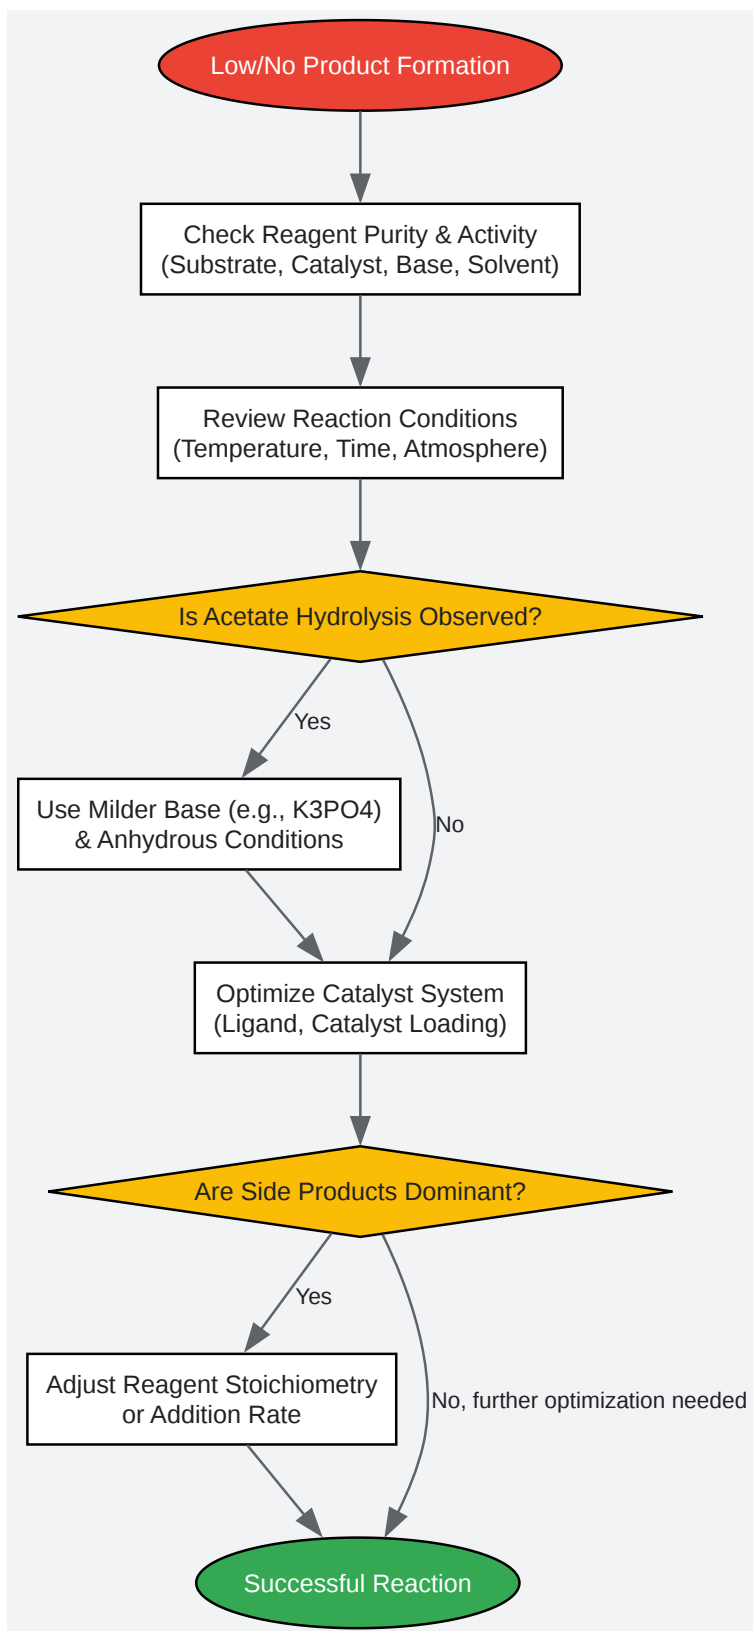 Low/No Product Formation
Check Reagent Purity & Activity
(Substrate, Catalyst, Base, Solvent)
Review Reaction Conditions
(Temperature, Time, Atmosphere)
Is Acetate Hydrolysis Observed?
Yes
Use Milder Base (e.g., K3PO4)
& Anhydrous Conditions
No
Optimize Catalyst System
(Ligand, Catalyst Loading)
Are Side Products Dominant?
Yes
Adjust Reagent Stoichiometry
or Addition Rate
No, further optimization needed
Successful Reaction